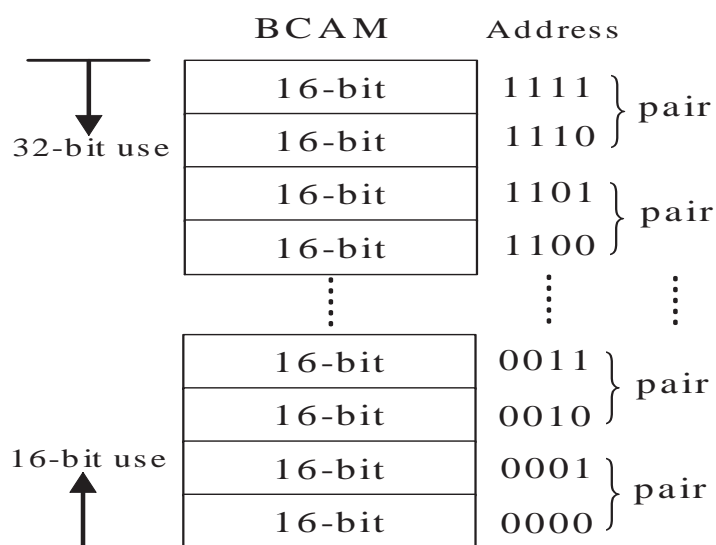 BCAM Address
16-bit 1111
pair
16-bit 1110
32-bit use
16-bit 1101
pair
16-bit 1100
16-bit 0011
pair
16-bit 0010
16-bit use
16-bit 0001
pair
16-bit 0000